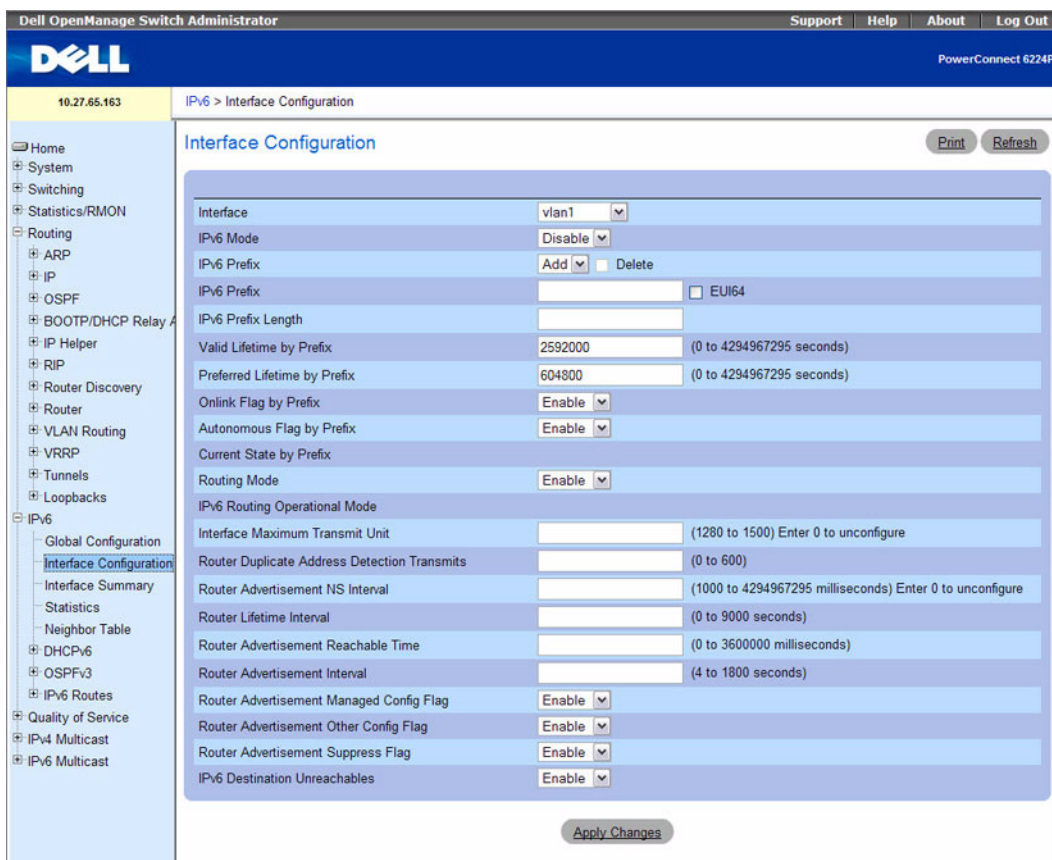 Dell OpenManage Switch Administrator
Support Help About Log Out
DELL
PowerConnect 6224P
10.27.65.163
IPv6 > Interface Configuration
Home
System
Switching
Statistics/RMON
Routing
ARP
IP
OSPF
BOOTP/DHCP Relay A
IP Helper
RIP
Router Discovery
Router
VLAN Routing
VRRP
Tunnels
Loopbacks
IPv6
Global Configuration
Interface Configuration
Interface Summary
Statistics
Neighbor Table
DHCPv6
OSPFv3
IPv6 Routes
Quality of Service
IPv4 Multicast
IPv6 Multicast
Interface Configuration
Print Refresh
Interface vlan1
IPv6 Mode Disable
IPv6 Prefix Add Delete
IPv6 Prefix EUI64
IPv6 Prefix Length
Valid Lifetime by Prefix 2592000 (0 to 4294967295 seconds)
Preferred Lifetime by Prefix 604800 (0 to 4294967295 seconds)
Onlink Flag by Prefix Enable
Autonomous Flag by Prefix Enable
Current State by Prefix
Routing Mode Enable
IPv6 Routing Operational Mode
Interface Maximum Transmit Unit (1280 to 1500) Enter 0 to unconfigure
Router Duplicate Address Detection Transmits (0 to 600)
Router Advertisement NS Interval (1000 to 4294967295 milliseconds) Enter 0 to unconfigure
Router Lifetime Interval (0 to 9000 seconds)
Router Advertisement Reachable Time (0 to 3600000 milliseconds)
Router Advertisement Interval (4 to 1800 seconds)
Router Advertisement Managed Config Flag Enable
Router Advertisement Other Config Flag Enable
Router Advertisement Suppress Flag Enable
IPv6 Destination Unreachables Enable
Apply Changes